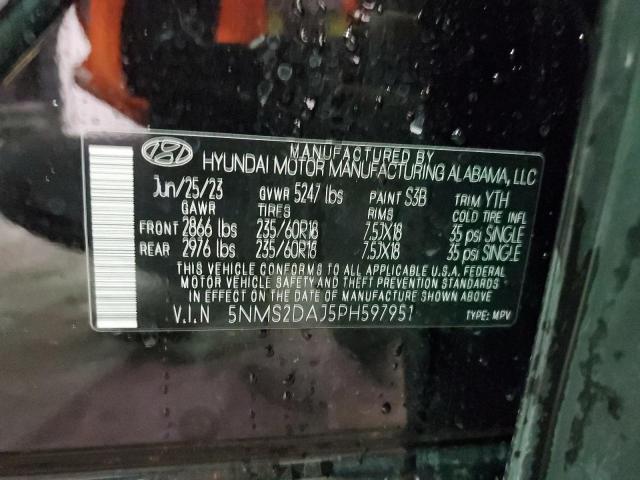 MANUFACTURED BY
HYUNDAI MOTOR MANUFACTURING ALABAMA, LLC
Jun/25/23 GVWR 5247 lbs PAINT S3B TRIM YTH
GAWR TIRES RIMS COLD TIRE INFL
FRONT 2866 lbs 235/60R18 7.5JX18 35 psi SINGLE
REAR 2976 lbs 235/60R18 7.5JX18 35 psi SINGLE
THIS VEHICLE CONFORMS TO ALL APPLICABLE U.S.A. FEDERAL
MOTOR VEHICLE SAFETY AND THEFT PREVENTION STANDARDS
IN EFFECT ON THE DATE OF MANUFACTURE SHOWN ABOVE.
V.I.N 5NMS2DAJ5PH597951 TYPE: MPV